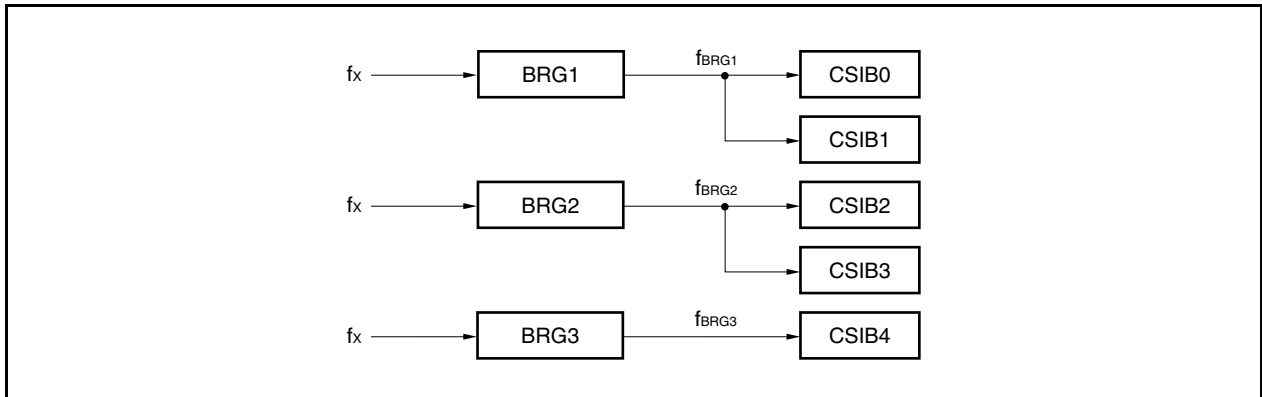 fX BRG1 fBRG1 CSIB0
CSIB1
fX BRG2 fBRG2 CSIB2
CSIB3
fX BRG3 fBRG3 CSIB4